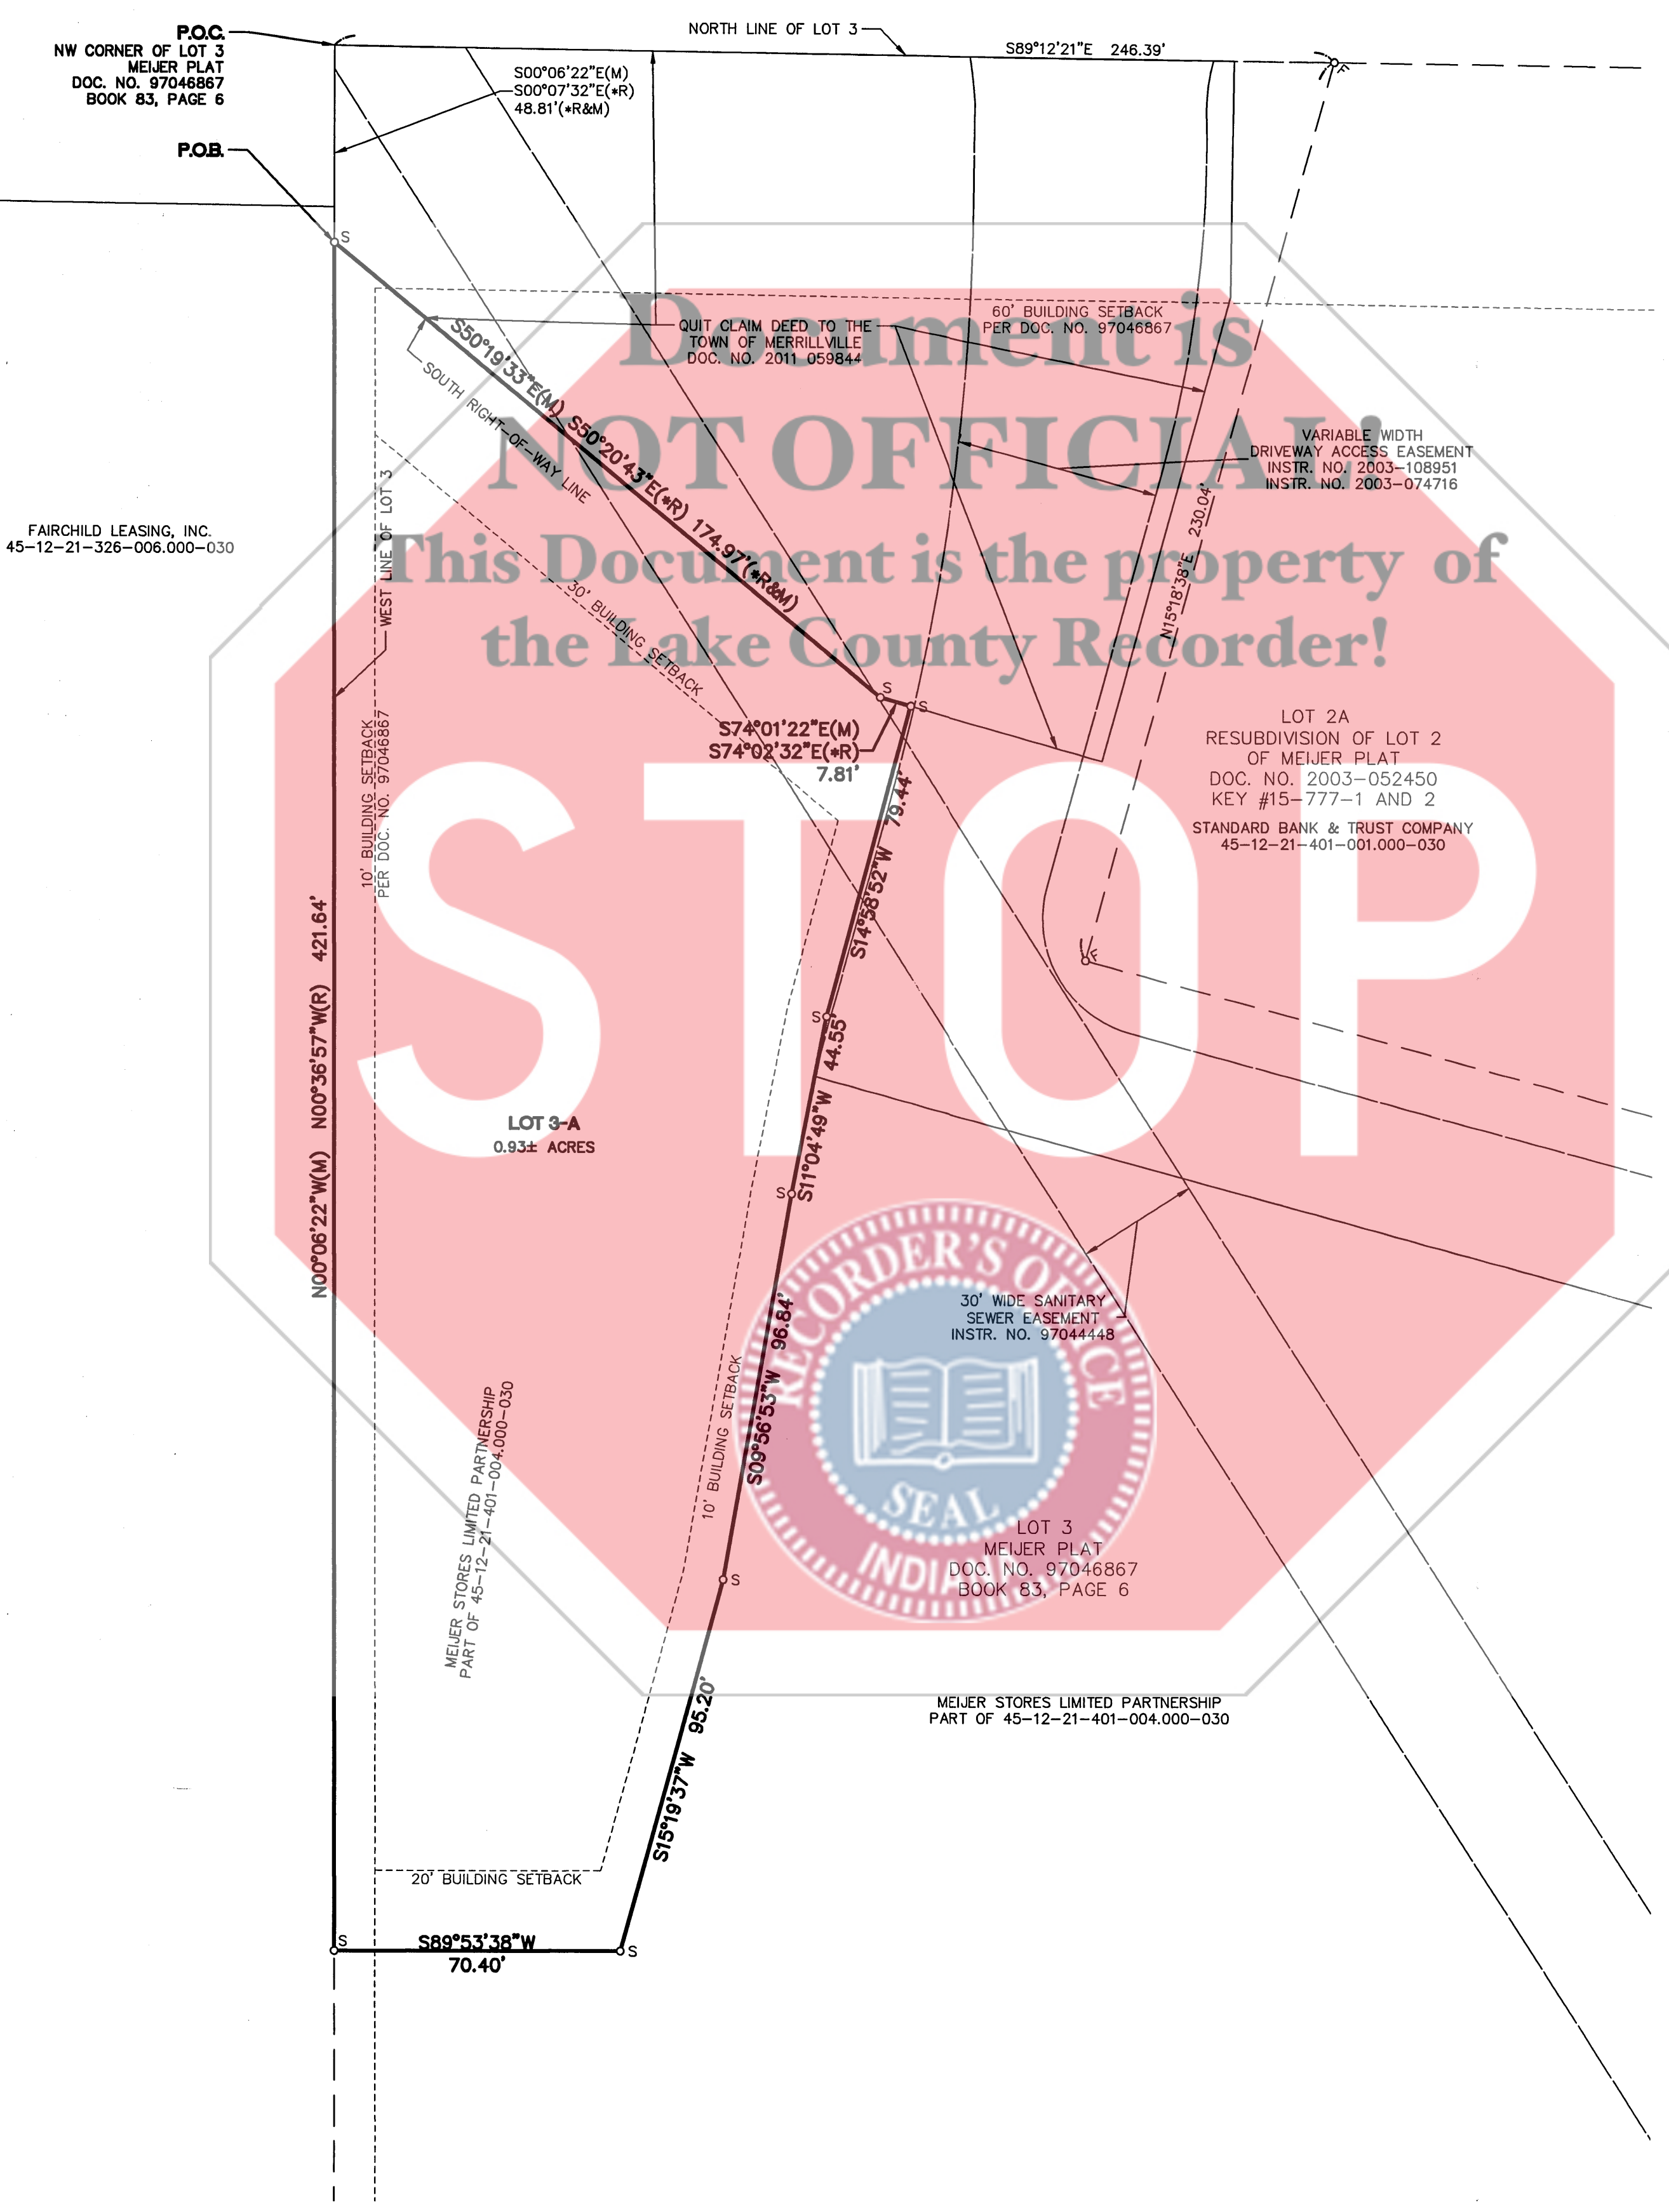 P.O.C.
NW CORNER OF LOT 3
MEIJER PLAT
DOC. NO. 97046867
BOOK 83, PAGE 6
NORTH LINE OF LOT 3
S89°12'21"E 246.39'
F
S00°06'22"E(M)
S00°07'32"E(*R)
48.81'(*R&M)
P.O.B.
S
Document is
NOT OFFICIAL!
This Document is the property of
the Lake County Recorder!
STOP
QUIT CLAIM DEED TO THE
TOWN OF MERRILLVILLE
DOC. NO. 2011 059844
60' BUILDING SETBACK
PER DOC. NO. 97046867
S50°19'33"E(M) S50°20'43"E(*R) 174.97'(*R&M)
SOUTH RIGHT-OF-WAY LINE
VARIABLE WIDTH
DRIVEWAY ACCESS EASEMENT
INSTR. NO. 2003-108951
INSTR. NO. 2003-074716
N15°18'38"E 230.04'
WEST LINE OF LOT 3
FAIRCHILD LEASING, INC.
45-12-21-326-006.000-030
30' BUILDING SETBACK
S
S
S74°01'22"E(M)
S74°02'32"E(*R)
7.81'
10' BUILDING SETBACK
PER DOC. NO. 97046867
LOT 2A
RESUBDIVISION OF LOT 2
OF MEIJER PLAT
DOC. NO. 2003-052450
KEY #15-777-1 AND 2
STANDARD BANK & TRUST COMPANY
45-12-21-401-001.000-030
S14°58'52"W 79.44'
F
S
N00°06'22"W(M) N00°36'57"W(R) 421.64'
S11°04'49"W 44.55'
LOT 3-A
0.93± ACRES
S
RECORDER'S OFFICE
SEAL
INDIANA
30' WIDE SANITARY
SEWER EASEMENT
INSTR. NO. 97044448
S09°56'53"W 96.84'
10' BUILDING SETBACK
MEIJER STORES LIMITED PARTNERSHIP
PART OF 45-12-21-401-004.000-030
LOT 3
MEIJER PLAT
DOC. NO. 97046867
BOOK 83, PAGE 6
S
MEIJER STORES LIMITED PARTNERSHIP
PART OF 45-12-21-401-004.000-030
S15°19'37"W 95.20'
20' BUILDING SETBACK
S
S89°53'38"W
70.40'
S